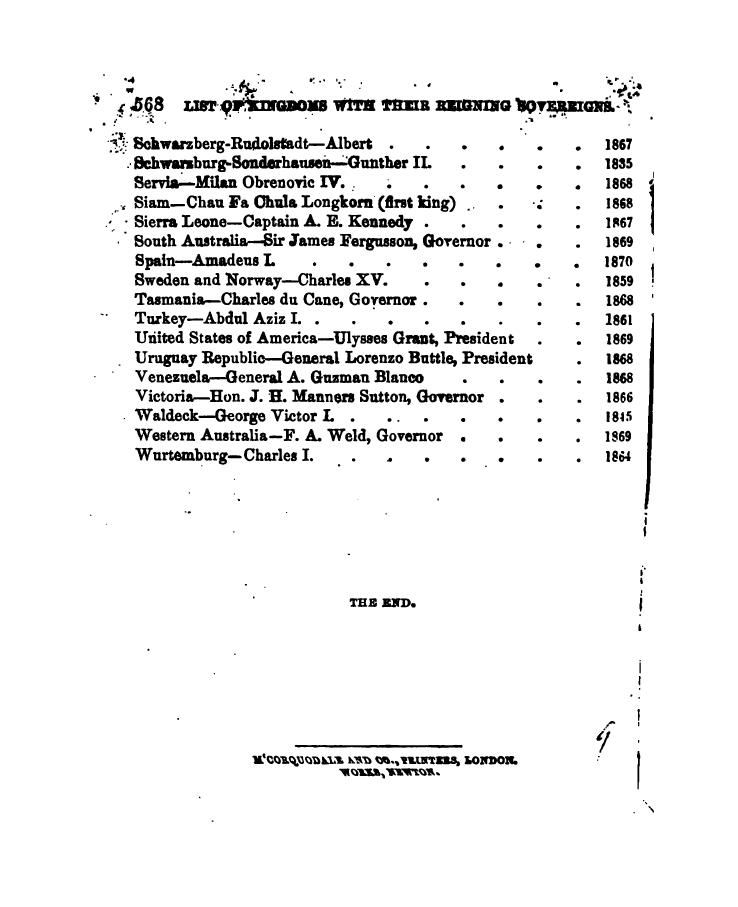 568 LIST OF KINGDOMS WITH THEIR REIGNING SOVEREIGNS.
Schwarzberg-Rudolstadt—Albert . . . . . . 1867
Schwarzburg-Sonderhausen—Gunther II. . . . . 1835
Servia—Milan Obrenovic IV. . . . . . . 1868
Siam—Chau Fa Chula Longkorn (first king) . . . . 1868
Sierra Leone—Captain A. E. Kennedy . . . . . 1867
South Australia—Sir James Fergusson, Governor . . . 1869
Spain—Amadeus I. . . . . . . . . 1870
Sweden and Norway—Charles XV. . . . . . 1859
Tasmania—Charles du Cane, Governor . . . . . 1868
Turkey—Abdul Aziz I. . . . . . . . . 1861
United States of America—Ulysses Grant, President . . 1869
Uruguay Republic—General Lorenzo Buttle, President . 1868
Venezuela—General A. Guzman Blanco . . . . 1868
Victoria—Hon. J. H. Manners Sutton, Governor . . . 1866
Waldeck—George Victor I. . . . . . . . 1845
Western Australia—F. A. Weld, Governor . . . . 1869
Wurtemburg—Charles I. . . . . . . . 1864
THE END.
M'CORQUODALE AND CO., PRINTERS, LONDON.
WORKS, NEWTON.